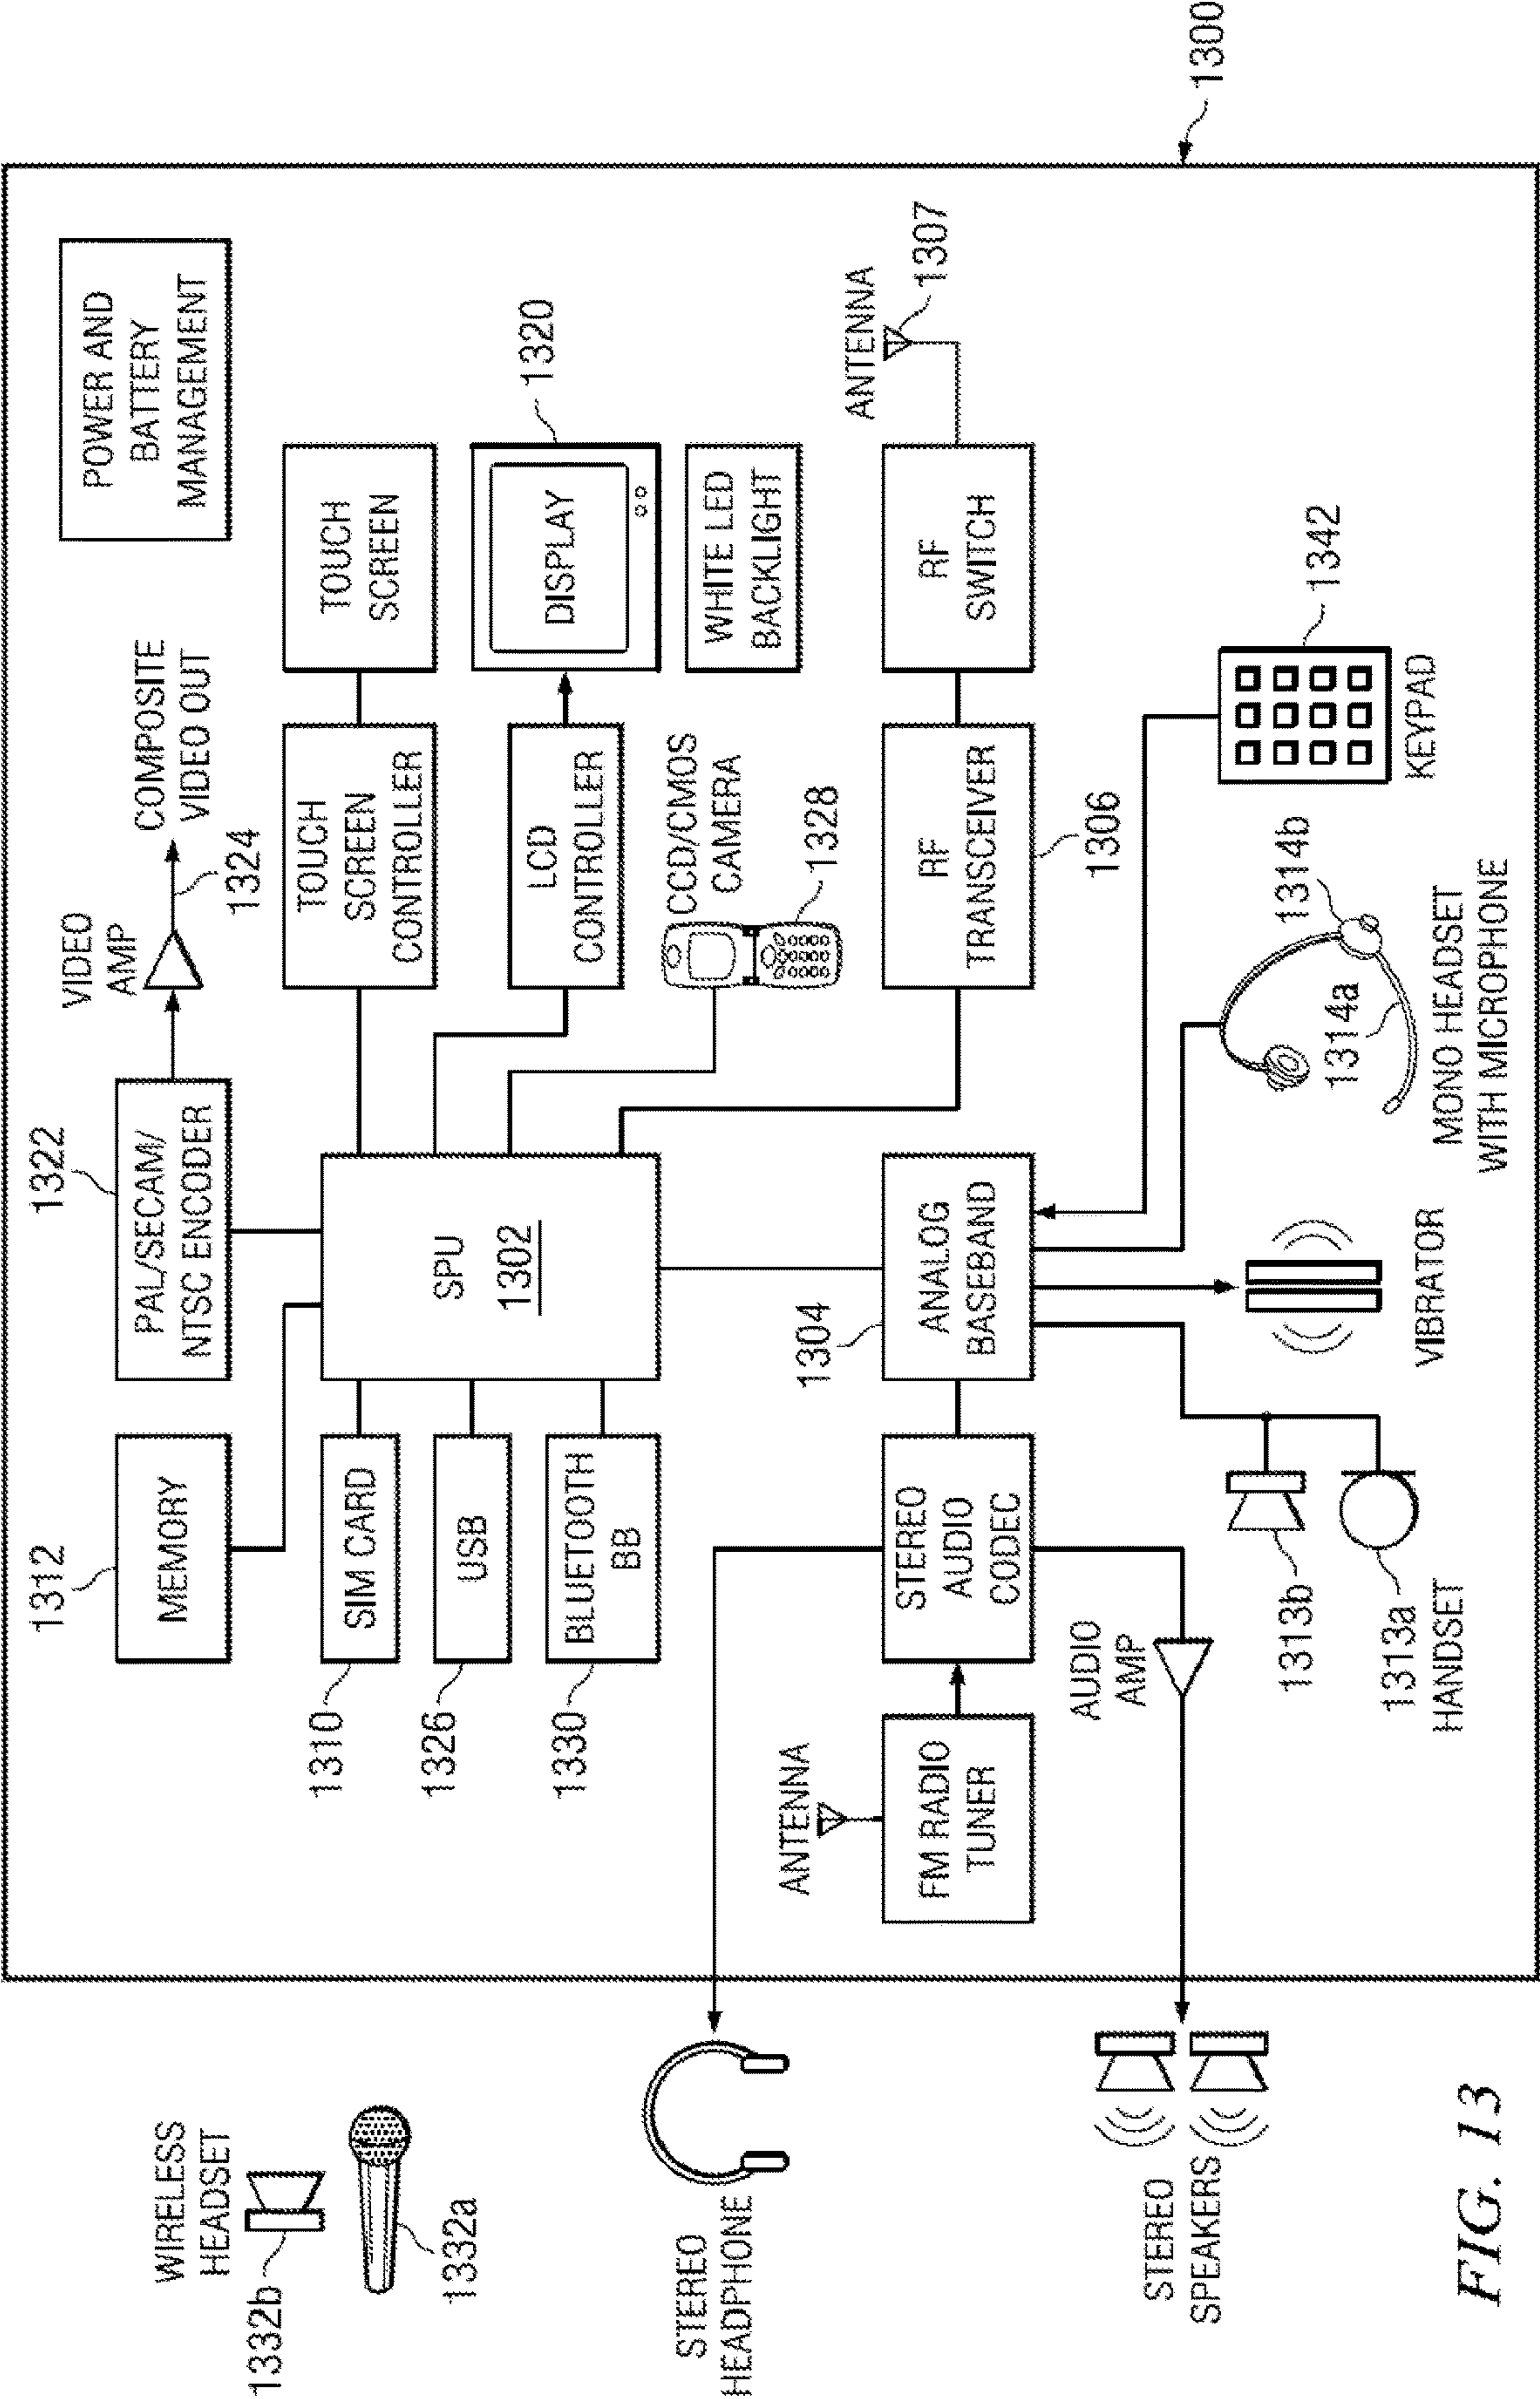 1300
POWER AND
BATTERY
MANAGEMENT
COMPOSITE
VIDEO OUT
VIDEO
AMP
1324
1322
PAL/SECAM/
NTSC ENCODER
1312
MEMORY
TOUCH
SCREEN
TOUCH
SCREEN
CONTROLLER
1320
DISPLAY
LCD
CONTROLLER
WHITE LED
BACKLIGHT
CCD/CMOS
CAMERA
1328
SPU
1302
SIM CARD
1310
USB
1326
BLUETOOTH
BB
1330
WIRELESS
HEADSET
1332b
1332a
ANTENNA
1307
RF
SWITCH
RF
TRANSCEIVER
1306
1304
ANALOG
BASEBAND
STEREO
AUDIO
CODEC
ANTENNA
FM RADIO
TUNER
STEREO
HEADPHONE
AUDIO
AMP
STEREO
SPEAKERS
1342
KEYPAD
1314b
1314a
MONO HEADSET
WITH MICROPHONE
VIBRATOR
1313b
1313a
HANDSET
FIG. 13